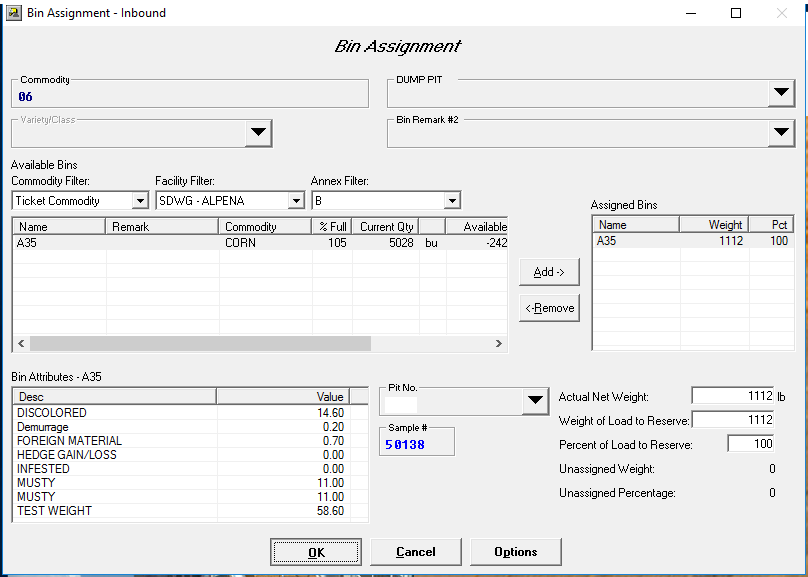 Bin Assignment - Inbound
Bin Assignment
Commodity
06
DUMP PIT
Variety/Class
Bin Remark #2
Available Bins
Commodity Filter: Facility Filter: Annex Filter:
Ticket Commodity SDWG - ALPENA B
Name Remark Commodity % Full Current Qty Available
A35 CORN 105 5028 bu -242
Add ->
<-Remove
Assigned Bins
Name Weight Pct
A35 1112 100
Bin Attributes - A35
Desc Value
DISCOLORED 14.60
Demurrage 0.20
FOREIGN MATERIAL 0.70
HEDGE GAIN/LOSS 0.00
INFESTED 0.00
MUSTY 11.00
MUSTY 11.00
TEST WEIGHT 58.60
Pit No.
Sample #
50138
Actual Net Weight: 1112 lb
Weight of Load to Reserve: 1112
Percent of Load to Reserve: 100
Unassigned Weight: 0
Unassigned Percentage: 0
OK Cancel Options